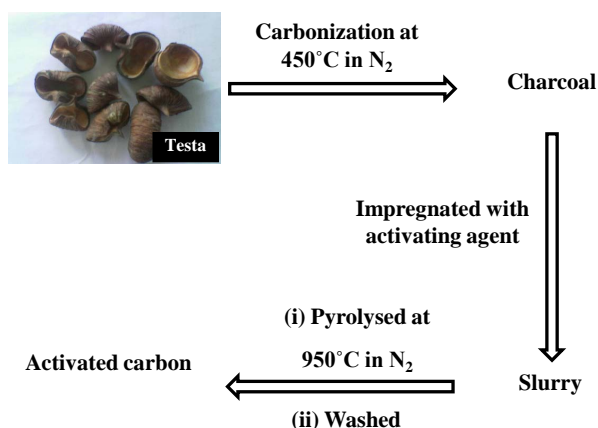 Testa
Carbonization at
450°C in N₂
Charcoal
Impregnated with
activating agent
Slurry
(i) Pyrolysed at
950°C in N₂
(ii) Washed
Activated carbon